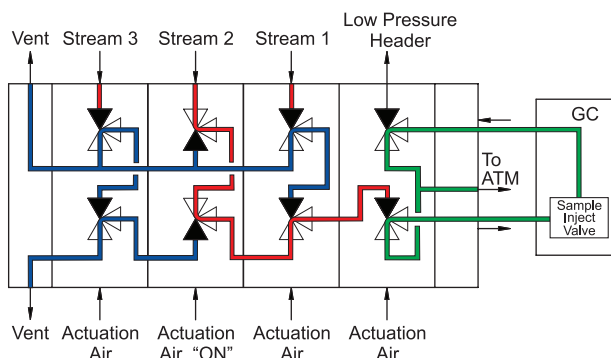 Vent
Stream 3
Stream 2
Stream 1
Low Pressure
Header
GC
To
ATM
Sample
Inject
Valve
Vent
Actuation
Air
Actuation
Air "ON"
Actuation
Air
Actuation
Air